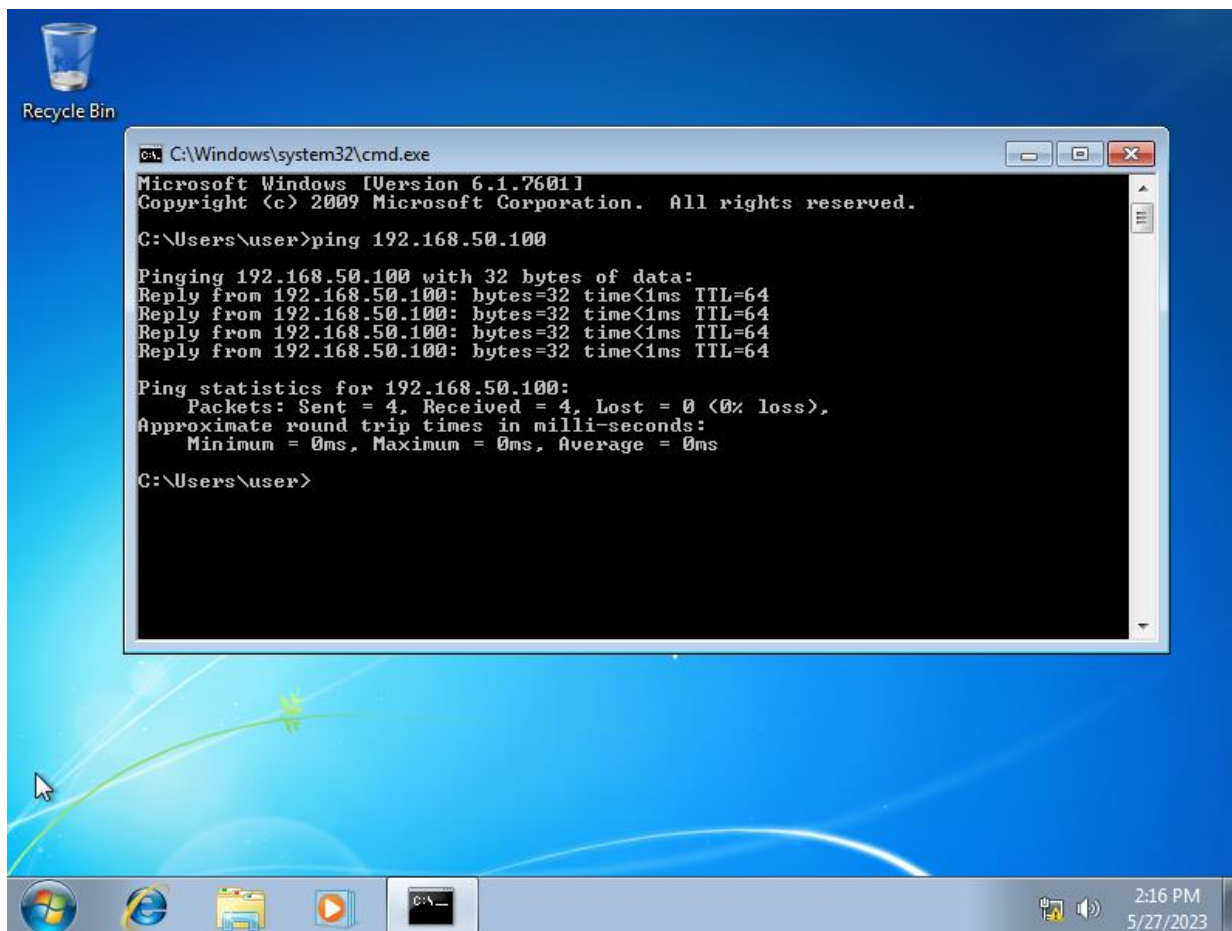 Recycle Bin
C:\Windows\system32\cmd.exe
Microsoft Windows [Version 6.1.7601]
Copyright (c) 2009 Microsoft Corporation.  All rights reserved.
C:\Users\user>ping 192.168.50.100
Pinging 192.168.50.100 with 32 bytes of data:
Reply from 192.168.50.100: bytes=32 time<1ms TTL=64
Reply from 192.168.50.100: bytes=32 time<1ms TTL=64
Reply from 192.168.50.100: bytes=32 time<1ms TTL=64
Reply from 192.168.50.100: bytes=32 time<1ms TTL=64
Ping statistics for 192.168.50.100:
    Packets: Sent = 4, Received = 4, Lost = 0 (0% loss),
Approximate round trip times in milli-seconds:
    Minimum = 0ms, Maximum = 0ms, Average = 0ms
C:\Users\user>
2:16 PM
5/27/2023